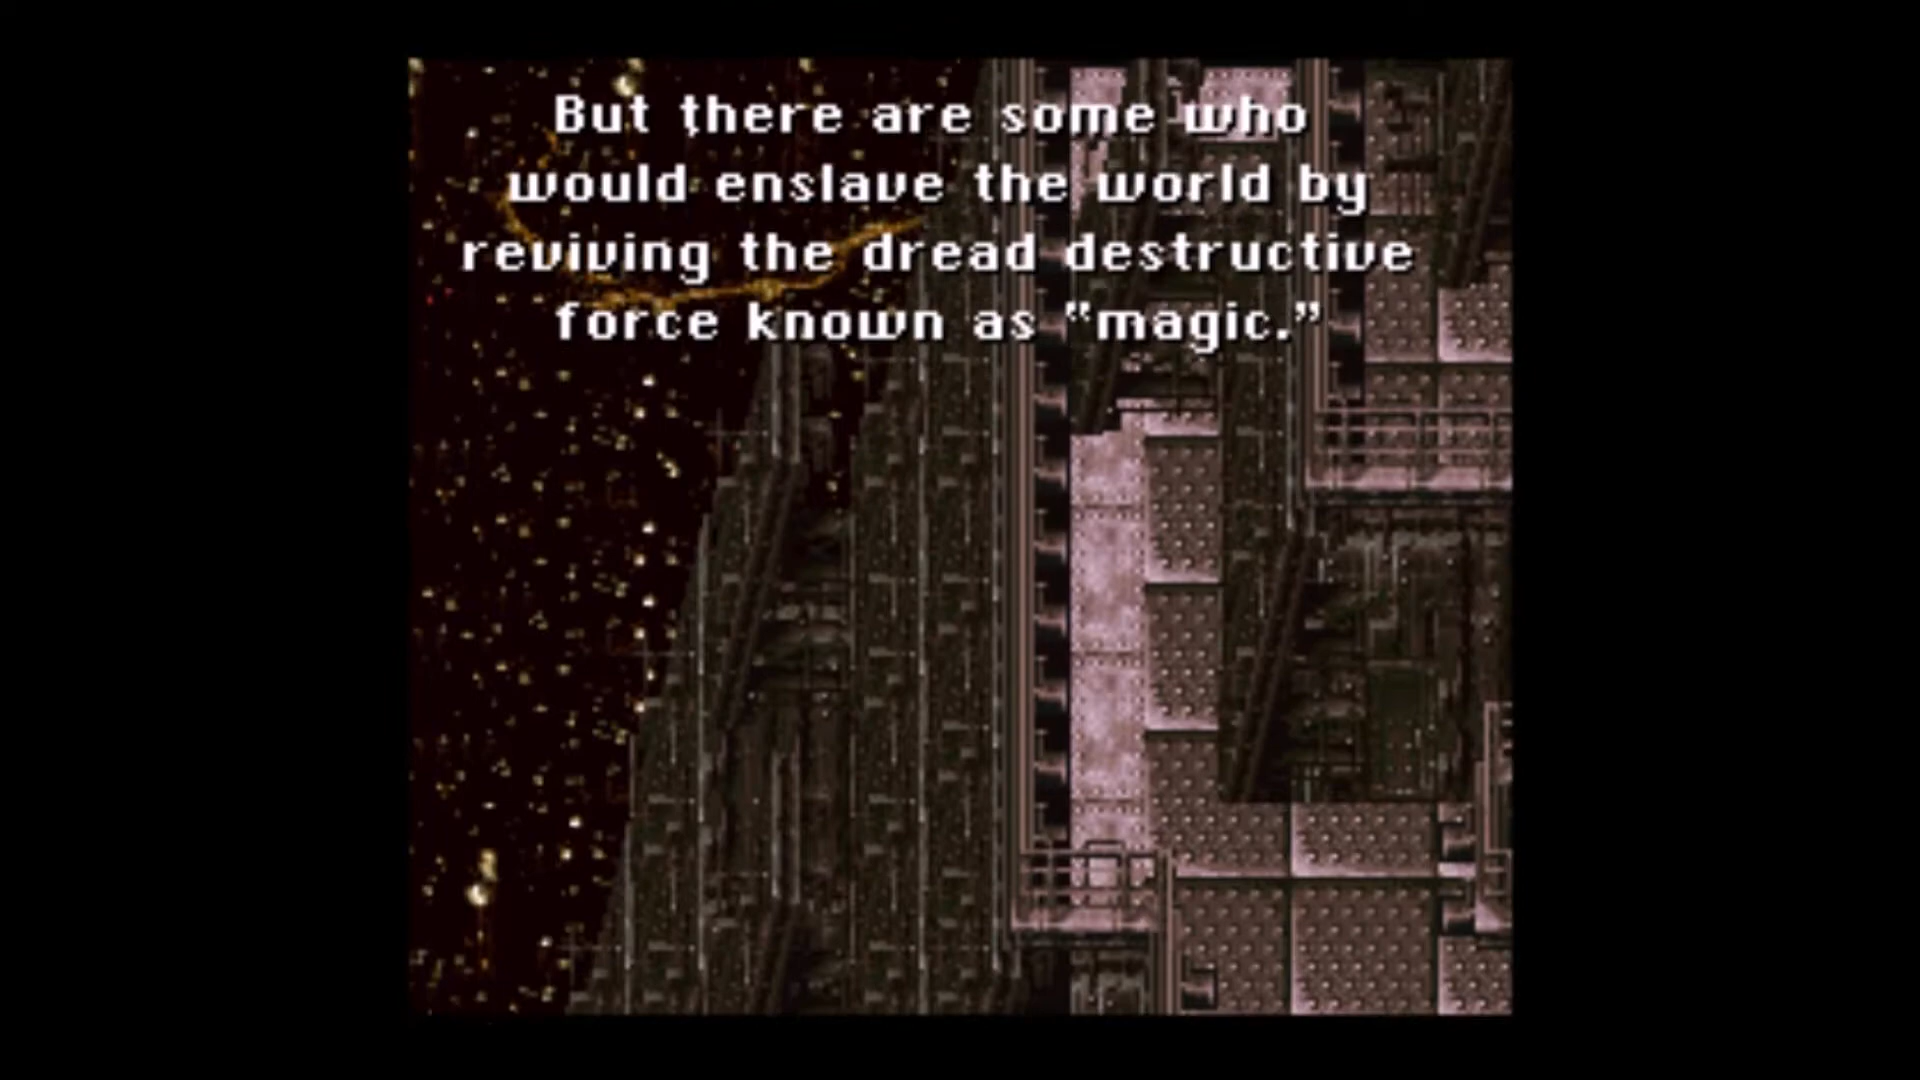 But there are some who
would enslave the world by
reviving the dread destructive
force known as "magic."